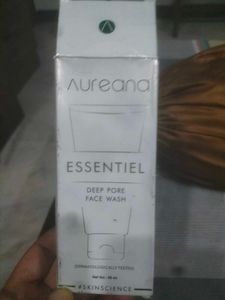 Aureana
ESSENTIEL
DEEP PORE
FACE WASH
DERMATOLOGICALLY TESTED
#SKINSCIENCE